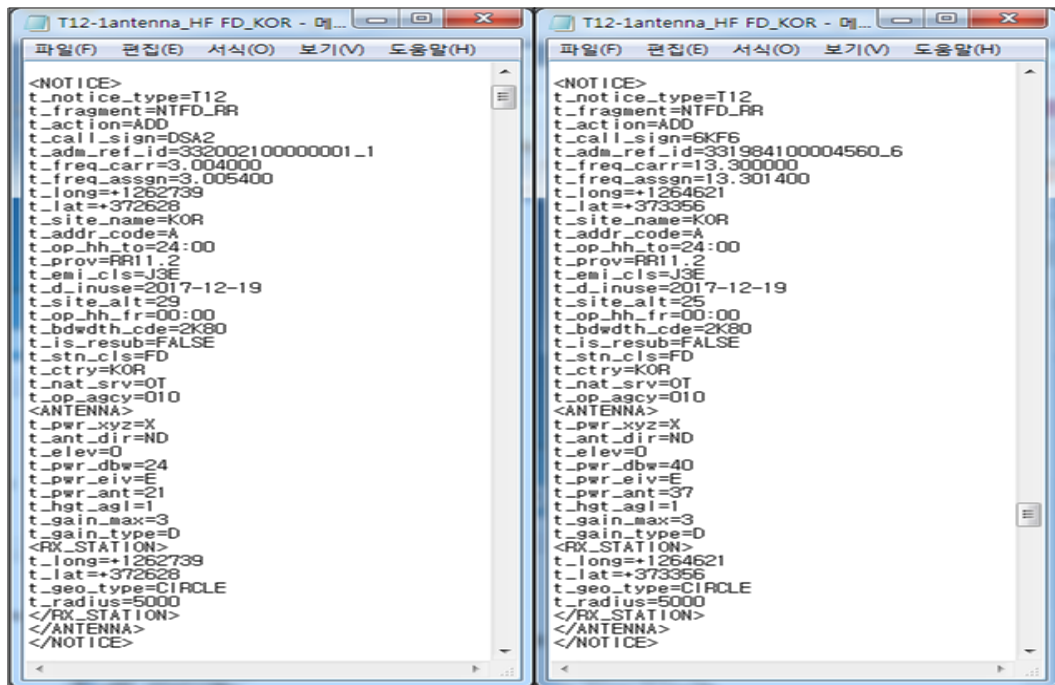 T12-1antenna_HF FD_KOR - 메...
파일(F) 편집(E) 서식(O) 보기(V) 도움말(H)
<NOTICE>
t_notice_type=T12
t_fragment=NTFD_RR
t_action=ADD
t_call_sign=DSA2
t_adm_ref_id=332002100000001_1
t_freq_carr=3.004000
t_freq_assgn=3.005400
t_long=+1262739
t_lat=+372628
t_site_name=KOR
t_addr_code=A
t_op_hh_to=24:00
t_prov=RR11.2
t_emi_cls=J3E
t_d_inuse=2017-12-19
t_site_alt=29
t_op_hh_fr=00:00
t_bdwdth_cde=2K80
t_is_resub=FALSE
t_stn_cls=FD
t_ctry=KOR
t_nat_srv=OT
t_op_agcy=010
<ANTENNA>
t_pwr_xyz=X
t_ant_dir=ND
t_elev=0
t_pwr_dbw=24
t_pwr_eiv=E
t_pwr_ant=21
t_hgt_agl=1
t_gain_max=3
t_gain_type=D
<RX_STATION>
t_long=+1262739
t_lat=+372628
t_geo_type=CIRCLE
t_radius=5000
</RX_STATION>
</ANTENNA>
</NOTICE>
T12-1antenna_HF FD_KOR - 메...
파일(F) 편집(E) 서식(O) 보기(V) 도움말(H)
<NOTICE>
t_notice_type=T12
t_fragment=NTFD_RR
t_action=ADD
t_call_sign=6KF6
t_adm_ref_id=331984100004560_6
t_freq_carr=13.300000
t_freq_assgn=13.301400
t_long=+1264621
t_lat=+373356
t_site_name=KOR
t_addr_code=A
t_op_hh_to=24:00
t_prov=RR11.2
t_emi_cls=J3E
t_d_inuse=2017-12-19
t_site_alt=25
t_op_hh_fr=00:00
t_bdwdth_cde=2K80
t_is_resub=FALSE
t_stn_cls=FD
t_ctry=KOR
t_nat_srv=OT
t_op_agcy=010
<ANTENNA>
t_pwr_xyz=X
t_ant_dir=ND
t_elev=0
t_pwr_dbw=40
t_pwr_eiv=E
t_pwr_ant=37
t_hgt_agl=1
t_gain_max=3
t_gain_type=D
<RX_STATION>
t_long=+1264621
t_lat=+373356
t_geo_type=CIRCLE
t_radius=5000
</RX_STATION>
</ANTENNA>
</NOTICE>